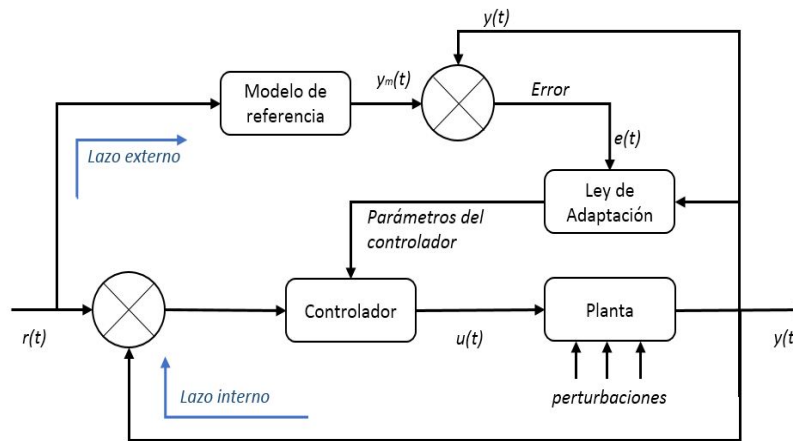 y(t)
Modelo de
referencia
yₘ(t)
Error
e(t)
Lazo externo
Ley de
Adaptación
Parámetros del
controlador
r(t)
Controlador
u(t)
Planta
y(t
Lazo interno
perturbaciones